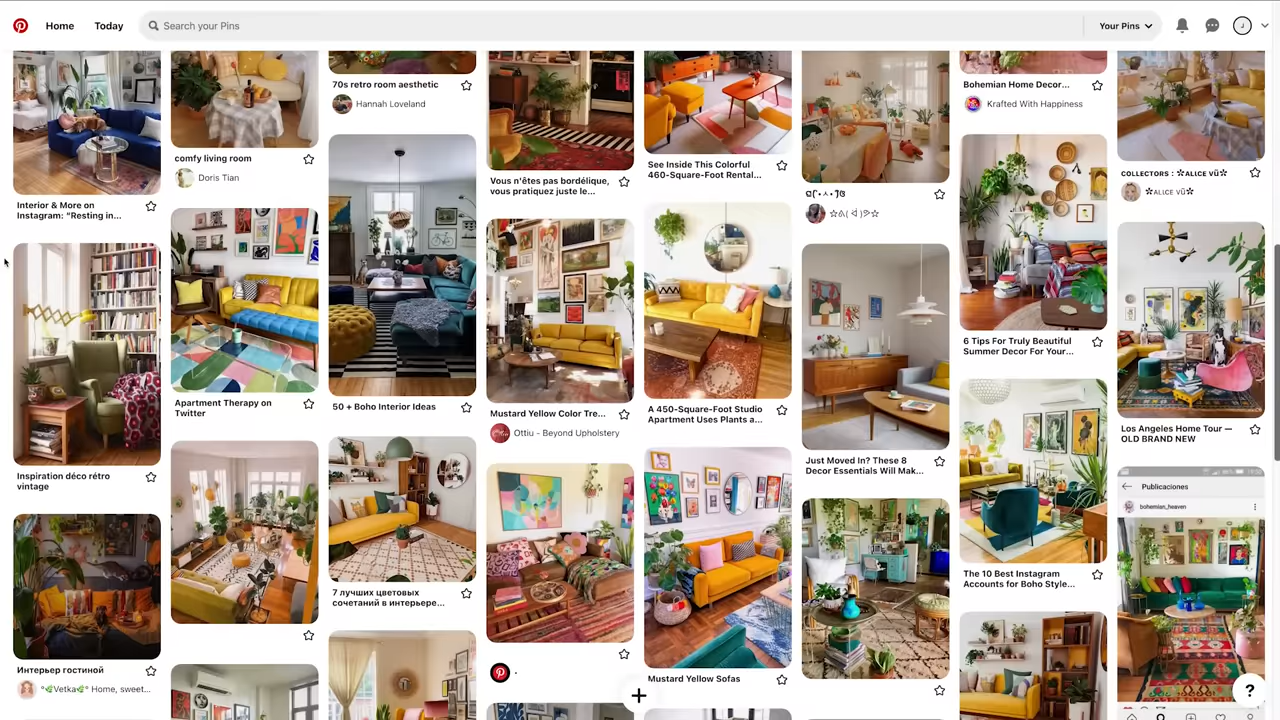 Home
Today
Search your Pins
Your Pins
Interior & More on
Instagram: "Resting in...
Inspiration déco rétro
vintage
Интерьер гостиной
°🌿Vetka🌿° Home, sweet...
comfy living room
Doris Tian
Apartment Therapy on
Twitter
70s retro room aesthetic
Hannah Loveland
50 + Boho Interior Ideas
7 лучших цветовых
сочетаний в интерьере...
Vous n'êtes pas bordélique,
vous pratiquez juste le...
Mustard Yellow Color Tre...
Ottiu - Beyond Upholstery
.
See Inside This Colorful
460-Square-Foot Rental...
A 450-Square-Foot Studio
Apartment Uses Plants a...
Mustard Yellow Sofas
Just Moved In? These 8
Decor Essentials Will Mak...
Bohemian Home Decor...
Krafted With Happiness
6 Tips For Truly Beautiful
Summer Decor For Your...
The 10 Best Instagram
Accounts for Boho Style...
COLLECTORS : ✲ALICE VŨ✲
✲ALICE VŨ✲
Los Angeles Home Tour —
OLD BRAND NEW
Publicaciones
bohemian_heaven
?